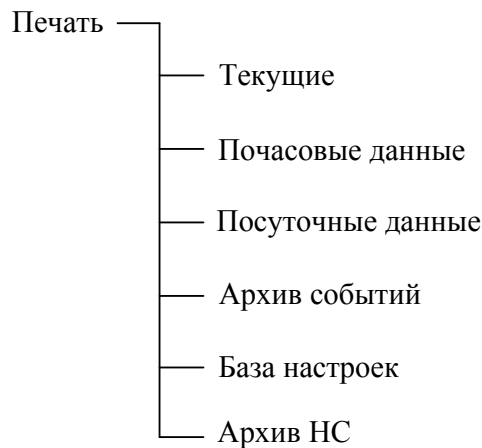 Печать
Текущие
Почасовые данные
Посуточные данные
Архив событий
База настроек
Архив НС